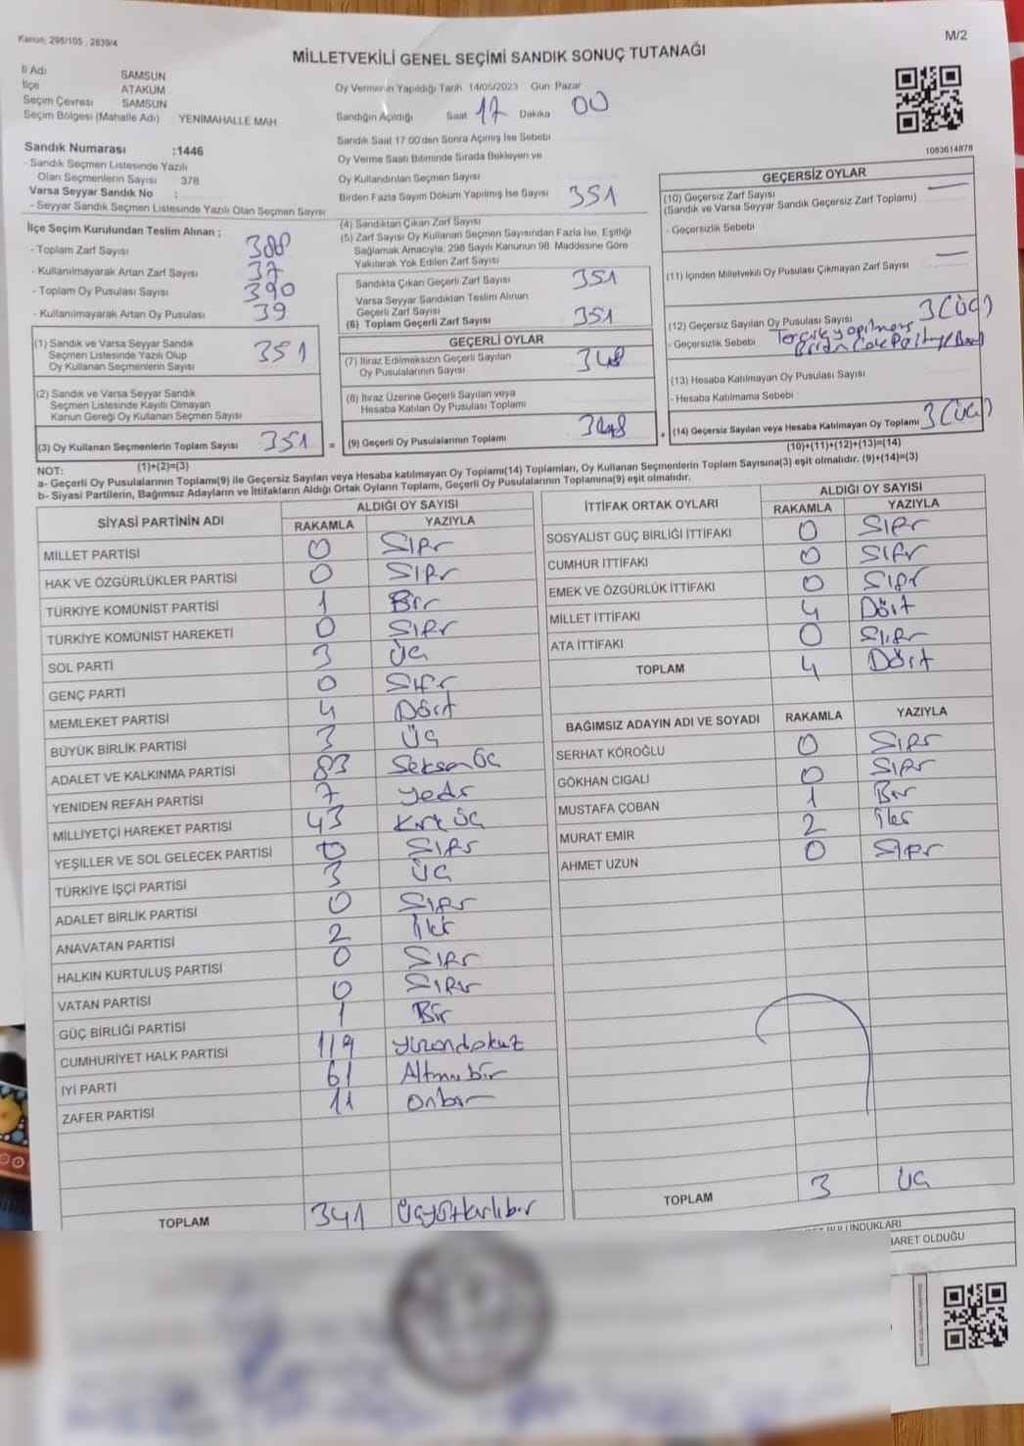 Kanun: 298/105 , 2839/4
M/2
MİLLETVEKİLİ GENEL SEÇİMİ SANDIK SONUÇ TUTANAĞI
İl Adı SAMSUN
İlçe ATAKUM
Seçim Çevresi SAMSUN
Seçim Bölgesi (Mahalle Adı) YENİMAHALLE MAH
Sandık Numarası :1446
- Sandık Seçmen Listesinde Yazılı
Olan Seçmenlerin Sayısı 378
Varsa Seyyar Sandık No :
- Seyyar Sandık Seçmen Listesinde Yazılı Olan Seçmen Sayısı
İlçe Seçim Kurulundan Teslim Alınan ;
- Toplam Zarf Sayısı 388
- Kullanılmayarak Artan Zarf Sayısı 37
- Toplam Oy Pusulası Sayısı 390
- Kullanılmayarak Artan Oy Pusulası 39
(1) Sandık ve Varsa Seyyar Sandık
Seçmen Listesinde Yazılı Olup
Oy Kullanan Seçmenlerin Sayısı 351
(2) Sandık ve Varsa Seyyar Sandık
Seçmen Listesinde Kayıtlı Olmayan
Kanun Gereği Oy Kullanan Seçmen Sayısı
(3) Oy Kullanan Seçmenlerin Toplam Sayısı 351 =
(1)+(2)=(3)
Oy Vermenin Yapıldığı Tarih 14/05/2023 Gün Pazar
Sandığın Açıldığı Saat 17 Dakika 00
Sandık Saat 17:00'den Sonra Açılmış İse Sebebi
Oy Verme Saati Bitiminde Sırada Bekleyen ve
Oy Kullandırılan Seçmen Sayısı
Birden Fazla Sayım Döküm Yapılmış İse Sayısı
(4) Sandıktan Çıkan Zarf Sayısı 351
(5) Zarf Sayısı Oy Kullanan Seçmen Sayısından Fazla İse, Eşitliği
Sağlamak Amacıyla; 298 Sayılı Kanunun 98. Maddesine Göre
Yakılarak Yok Edilen Zarf Sayısı
Sandıkta Çıkan Geçerli Zarf Sayısı 351
Varsa Seyyar Sandıktan Teslim Alınan
Geçerli Zarf Sayısı
(6) Toplam Geçerli Zarf Sayısı 351
GEÇERLİ OYLAR
(7) İtiraz Edilmeksizin Geçerli Sayılan
Oy Pusulalarının Sayısı 348
(8) İtiraz Üzerine Geçerli Sayılan veya
Hesaba Katılan Oy Pusulası Toplamı
(9) Geçerli Oy Pusulalarının Toplamı 348 +
1083614878
GEÇERSİZ OYLAR
(10) Geçersiz Zarf Sayısı —
(Sandık ve Varsa Seyyar Sandık Geçersiz Zarf Toplamı)
- Geçersizlik Sebebi
(11) İçinden Milletvekili Oy Pusulası Çıkmayan Zarf Sayısı —
(12) Geçersiz Sayılan Oy Pusulası Sayısı 3 (üç)
- Geçersizlik Sebebi
(13) Hesaba Katılmayan Oy Pusulası Sayısı
- Hesaba Katılmama Sebebi
(14) Geçersiz Sayılan veya Hesaba Katılmayan Oy Toplamı 3 (üç)
(10)+(11)+(12)+(13)=(14)
NOT:
a- Geçerli Oy Pusulalarının Toplam(9) ile Geçersiz Sayılan veya Hesaba katılmayan Oy Toplamı(14) Toplamları, Oy Kullanan Seçmenlerin Toplam Sayısına(3) eşit olmalıdır. (9)+(14)=(3)
b- Siyasi Partilerin, Bağımsız Adayların ve İttifakların Aldığı Ortak Oyların Toplamı, Geçerli Oy Pusulalarının Toplamına(9) eşit olmalıdır.
SİYASİ PARTİNİN ADI ALDIĞI OY SAYISI
RAKAMLA YAZIYLA
MİLLET PARTİSİ 0 Sıfır
HAK VE ÖZGÜRLÜKLER PARTİSİ 0 Sıfır
TÜRKİYE KOMÜNİST PARTİSİ 1 Bir
TÜRKİYE KOMÜNİST HAREKETİ 0 Sıfır
SOL PARTİ 3 Üç
GENÇ PARTİ 0 Sıfır
MEMLEKET PARTİSİ 4 Dört
BÜYÜK BİRLİK PARTİSİ 3 Üç
ADALET VE KALKINMA PARTİSİ 83 Seksen Üç
YENİDEN REFAH PARTİSİ 7 Yedi
MİLLİYETÇİ HAREKET PARTİSİ 43 Kırk Üç
YEŞİLLER VE SOL GELECEK PARTİSİ 0 Sıfır
TÜRKİYE İŞÇİ PARTİSİ 3 Üç
ADALET BİRLİK PARTİSİ 0 Sıfır
ANAVATAN PARTİSİ 2 İki
HALKIN KURTULUŞ PARTİSİ 0 Sıfır
VATAN PARTİSİ 0 Sıfır
GÜÇ BİRLİĞİ PARTİSİ 1 Bir
CUMHURİYET HALK PARTİSİ 119 Yüzondokuz
İYİ PARTİ 61 Altmışbir
ZAFER PARTİSİ 11 Onbir
TOPLAM 341 Üçyüzkırkbir
İTTİFAK ORTAK OYLARI ALDIĞI OY SAYISI
RAKAMLA YAZIYLA
SOSYALİST GÜÇ BİRLİĞİ İTTİFAKI 0 Sıfır
CUMHUR İTTİFAKI 0 Sıfır
EMEK VE ÖZGÜRLÜK İTTİFAKI 0 Sıfır
MİLLET İTTİFAKI 4 Dört
ATA İTTİFAKI 0 Sıfır
TOPLAM 4 Dört
BAĞIMSIZ ADAYIN ADI VE SOYADI RAKAMLA YAZIYLA
SERHAT KÖROĞLU 0 Sıfır
GÖKHAN CIGALI 0 Sıfır
MUSTAFA ÇOBAN 1 Bir
MURAT EMİR 2 İki
AHMET UZUN 0 Sıfır
TOPLAM 3 Üç
BULUNDUKLARI
İBARET OLDUĞU